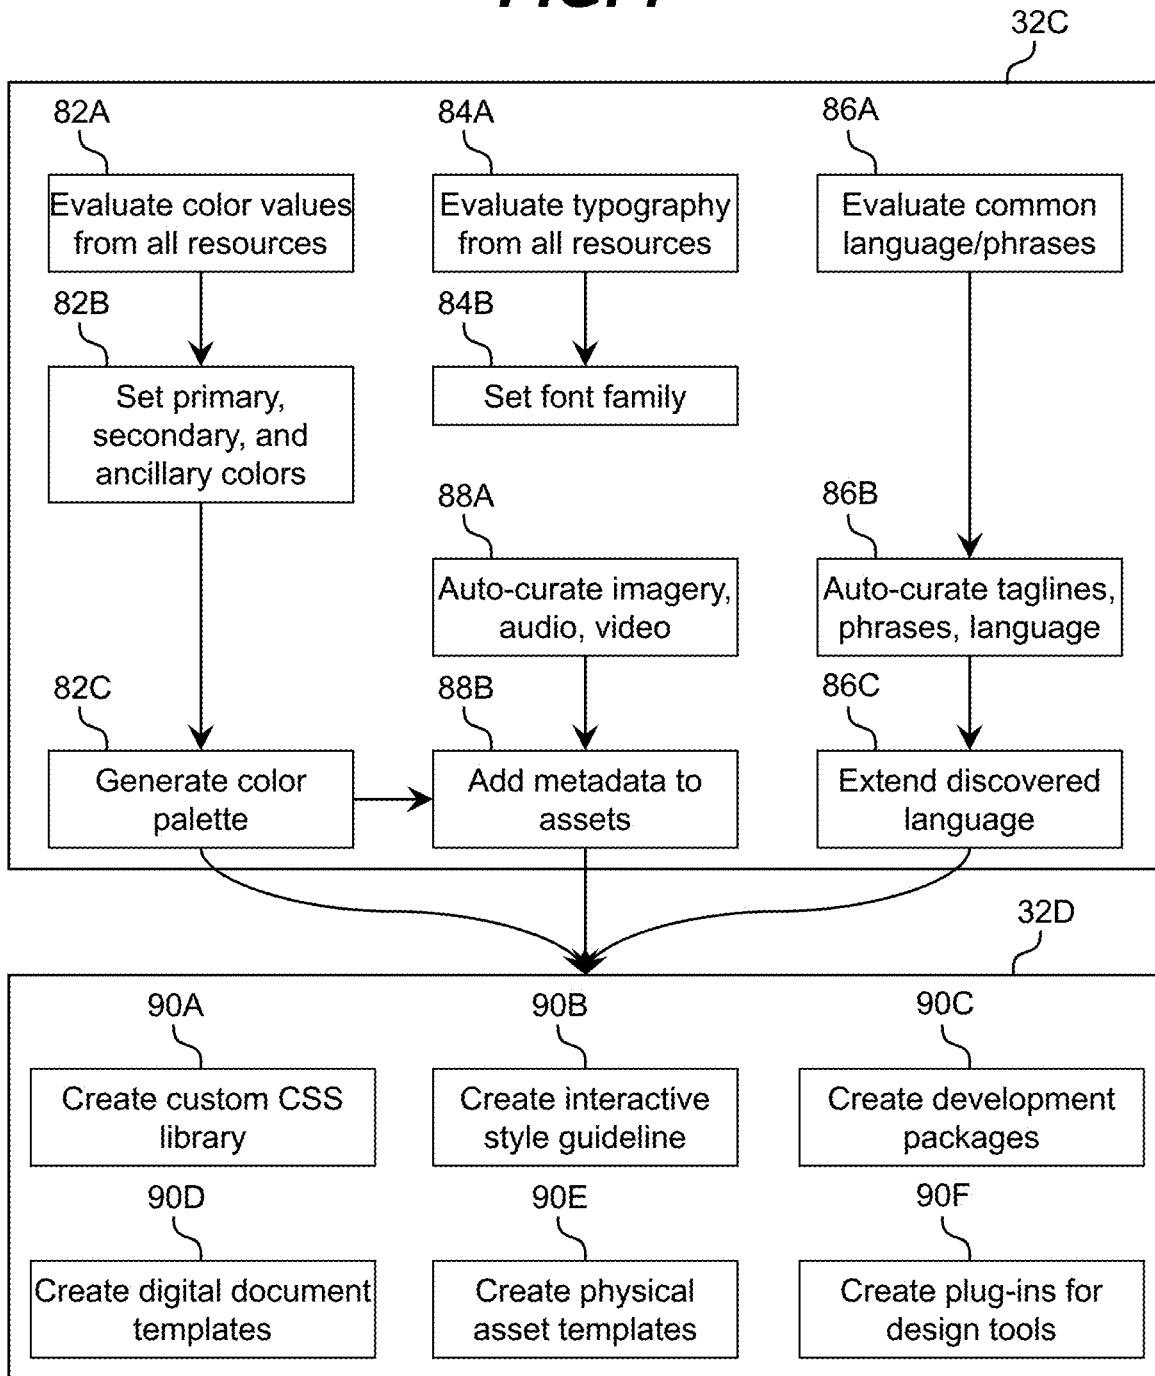 32C
82A
84A
86A
Evaluate color values
from all resources
Evaluate typography
from all resources
Evaluate common
language/phrases
82B
84B
Set primary,
secondary, and
ancillary colors
Set font family
88A
86B
Auto-curate imagery,
audio, video
Auto-curate taglines,
phrases, language
82C
88B
86C
Generate color
palette
Add metadata to
assets
Extend discovered
language
32D
90A
90B
90C
Create custom CSS
library
Create interactive
style guideline
Create development
packages
90D
90E
90F
Create digital document
templates
Create physical
asset templates
Create plug-ins for
design tools